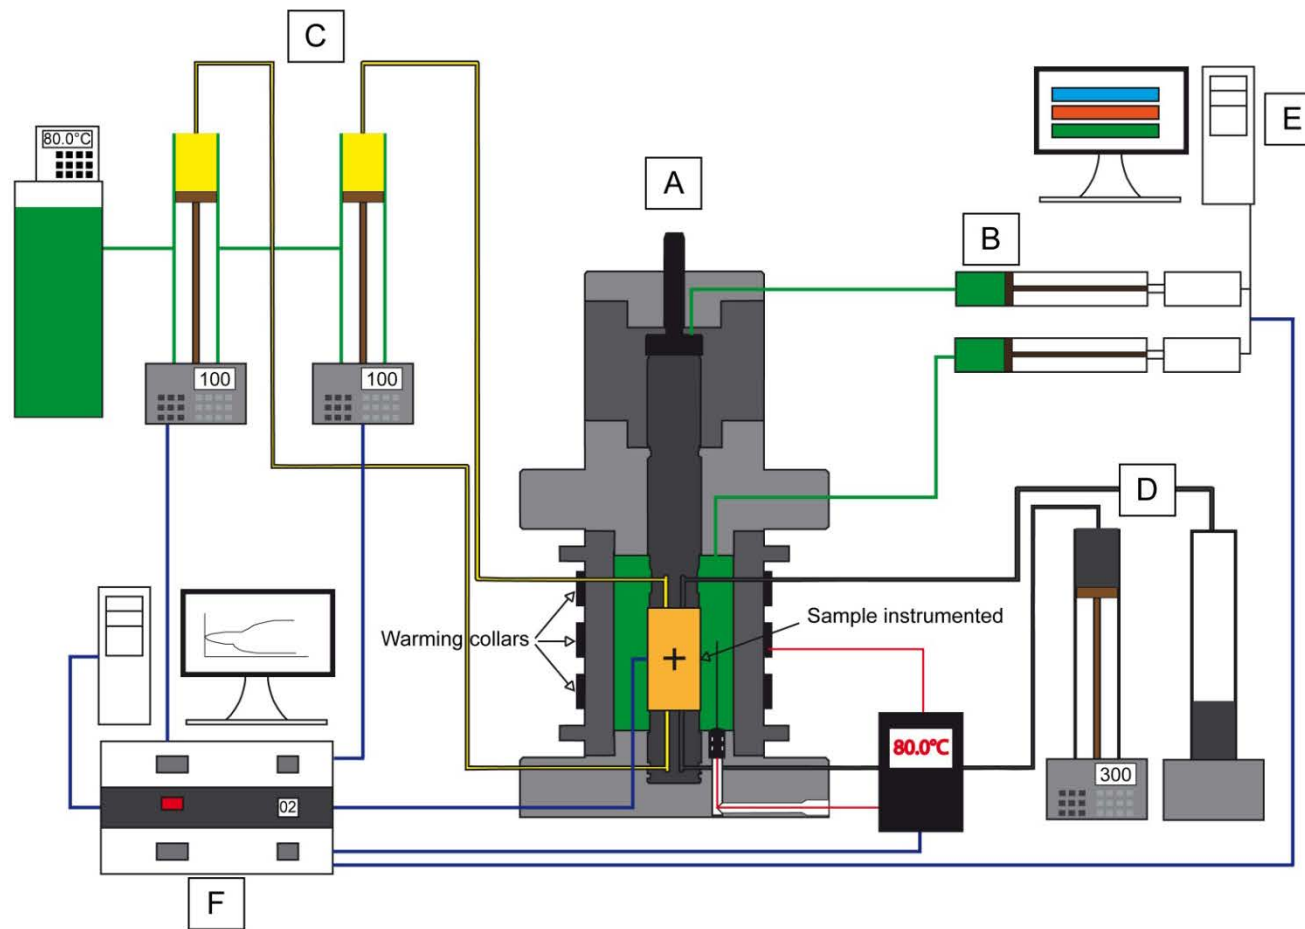 C
E
80.0°C
A
B
100
100
D
Sample instrumented
Warming collars
80.0°C
300
02
F